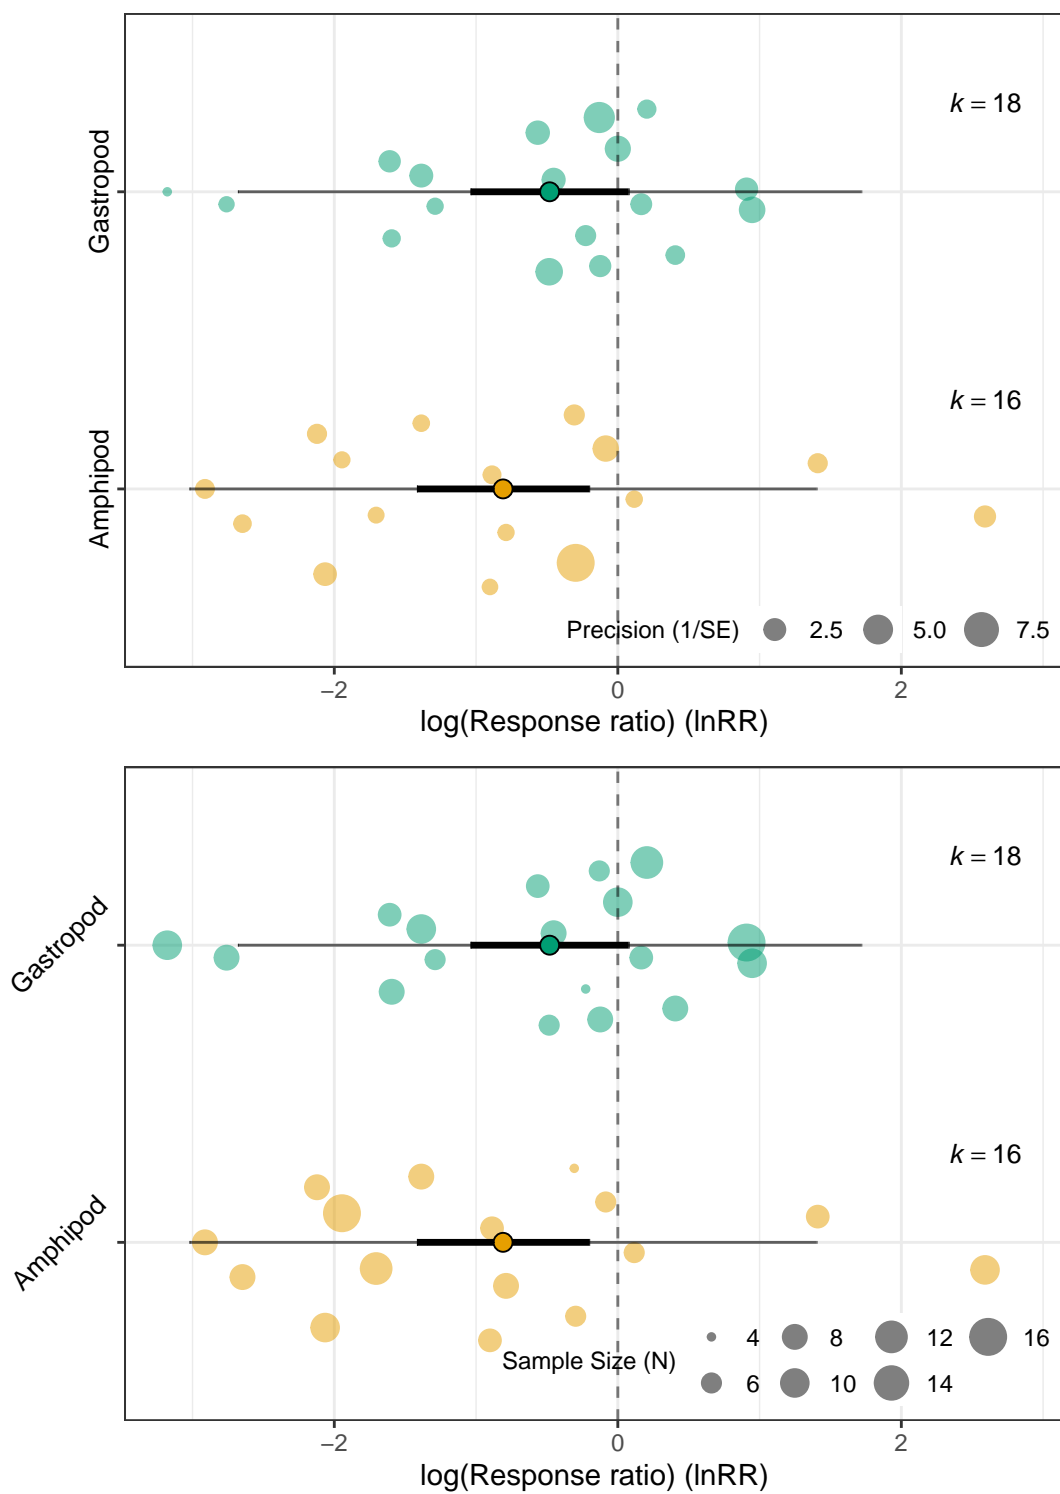 k = 18
Gastropod
k = 16
Amphipod
Precision (1/SE) 2.5 5.0 7.5
−2 0 2
log(Response ratio) (lnRR)
k = 18
Gastropod
k = 16
Amphipod
4 8 12 16
Sample Size (N)
6 10 14
−2 0 2
log(Response ratio) (lnRR)